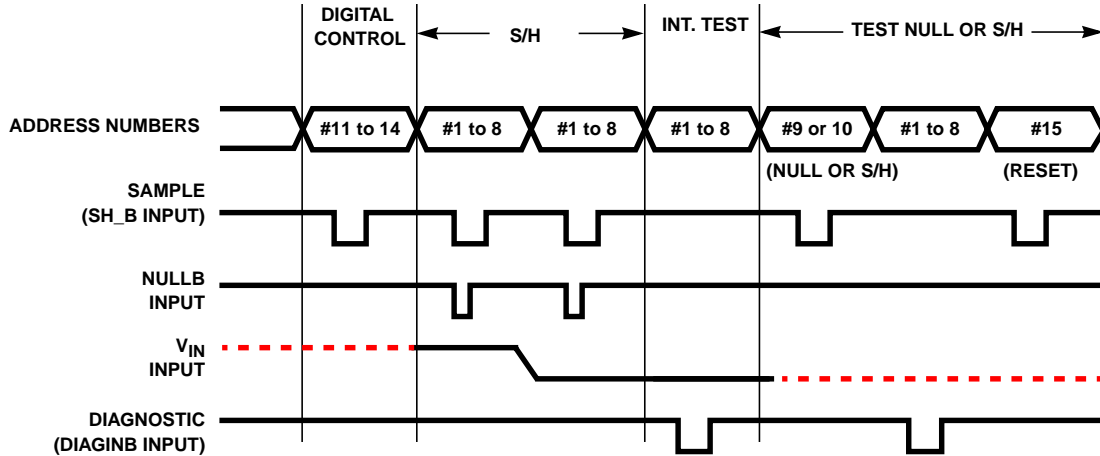 DIGITAL
CONTROL
S/H
INT. TEST
TEST NULL OR S/H
ADDRESS NUMBERS
#11 to 14
#1 to 8
#1 to 8
#1 to 8
#9 or 10
#1 to 8
#15
(NULL OR S/H)
(RESET)
SAMPLE
(SH_B INPUT)
NULLB
INPUT
VIN
INPUT
DIAGNOSTIC
(DIAGINB INPUT)